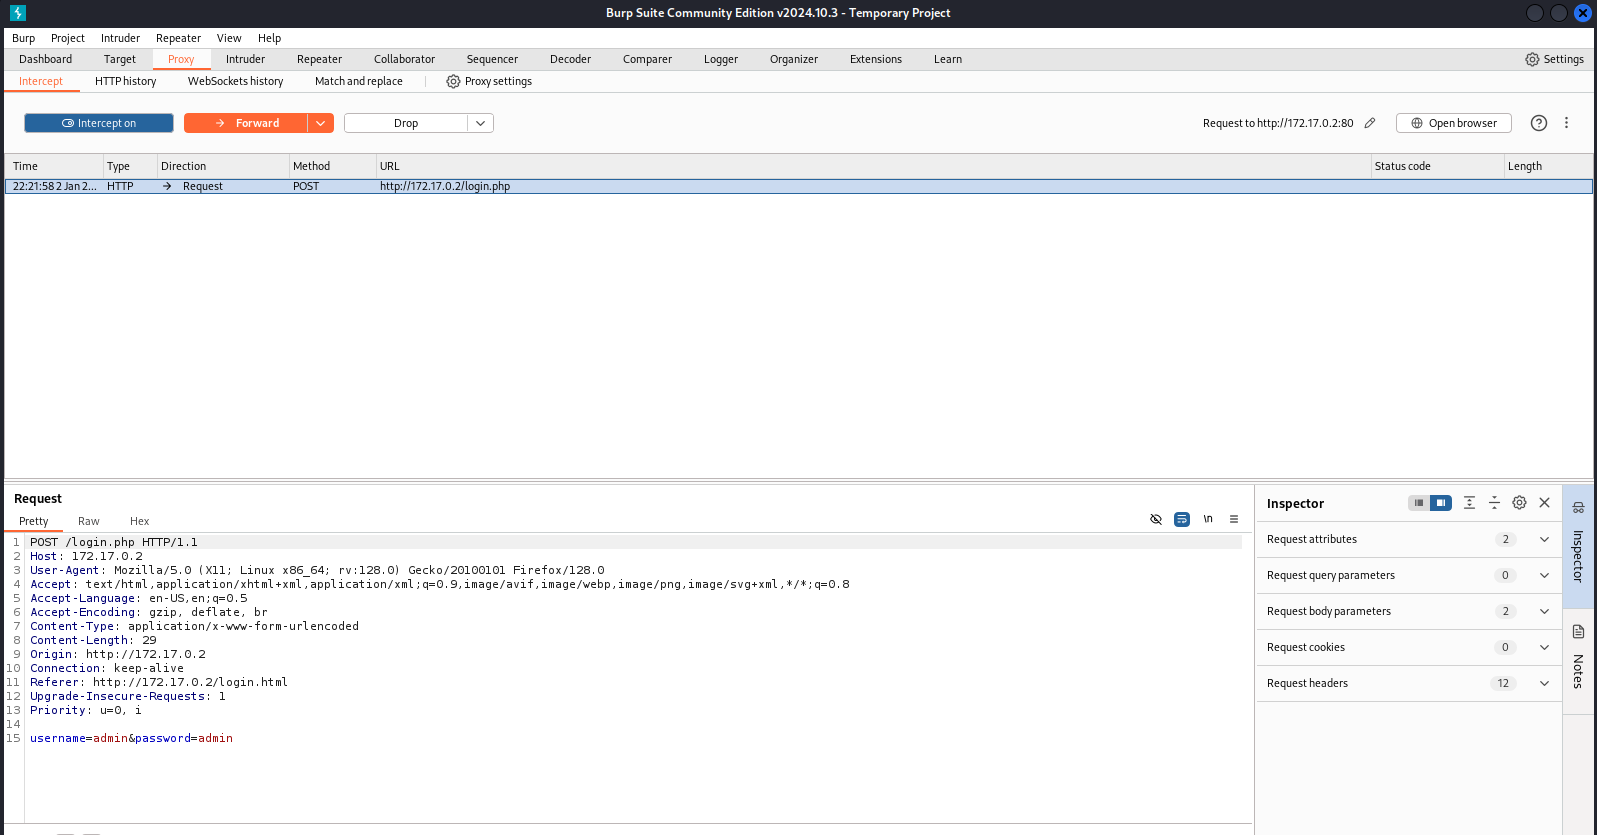 Burp Suite Community Edition v2024.10.3 - Temporary Project
Burp Project Intruder Repeater View Help
Dashboard Target Proxy Intruder Repeater Collaborator Sequencer Decoder Comparer Logger Organizer Extensions Learn Settings
Intercept HTTP history WebSockets history Match and replace Proxy settings
Intercept on Forward Drop Request to http://172.17.0.2:80 Open browser
Time Type Direction Method URL Status code Length
22:21:58 2 Jan 2... HTTP → Request POST http://172.17.0.2/login.php
Request
Pretty Raw Hex \n
1 POST /login.php HTTP/1.1
2 Host: 172.17.0.2
3 User-Agent: Mozilla/5.0 (X11; Linux x86_64; rv:128.0) Gecko/20100101 Firefox/128.0
4 Accept: text/html,application/xhtml+xml,application/xml;q=0.9,image/avif,image/webp,image/png,image/svg+xml,*/*;q=0.8
5 Accept-Language: en-US,en;q=0.5
6 Accept-Encoding: gzip, deflate, br
7 Content-Type: application/x-www-form-urlencoded
8 Content-Length: 29
9 Origin: http://172.17.0.2
10 Connection: keep-alive
11 Referer: http://172.17.0.2/login.html
12 Upgrade-Insecure-Requests: 1
13 Priority: u=0, i
14
15 username=admin&password=admin
Inspector
Request attributes 2
Request query parameters 0
Request body parameters 2
Request cookies 0
Request headers 12
Inspector
Notes